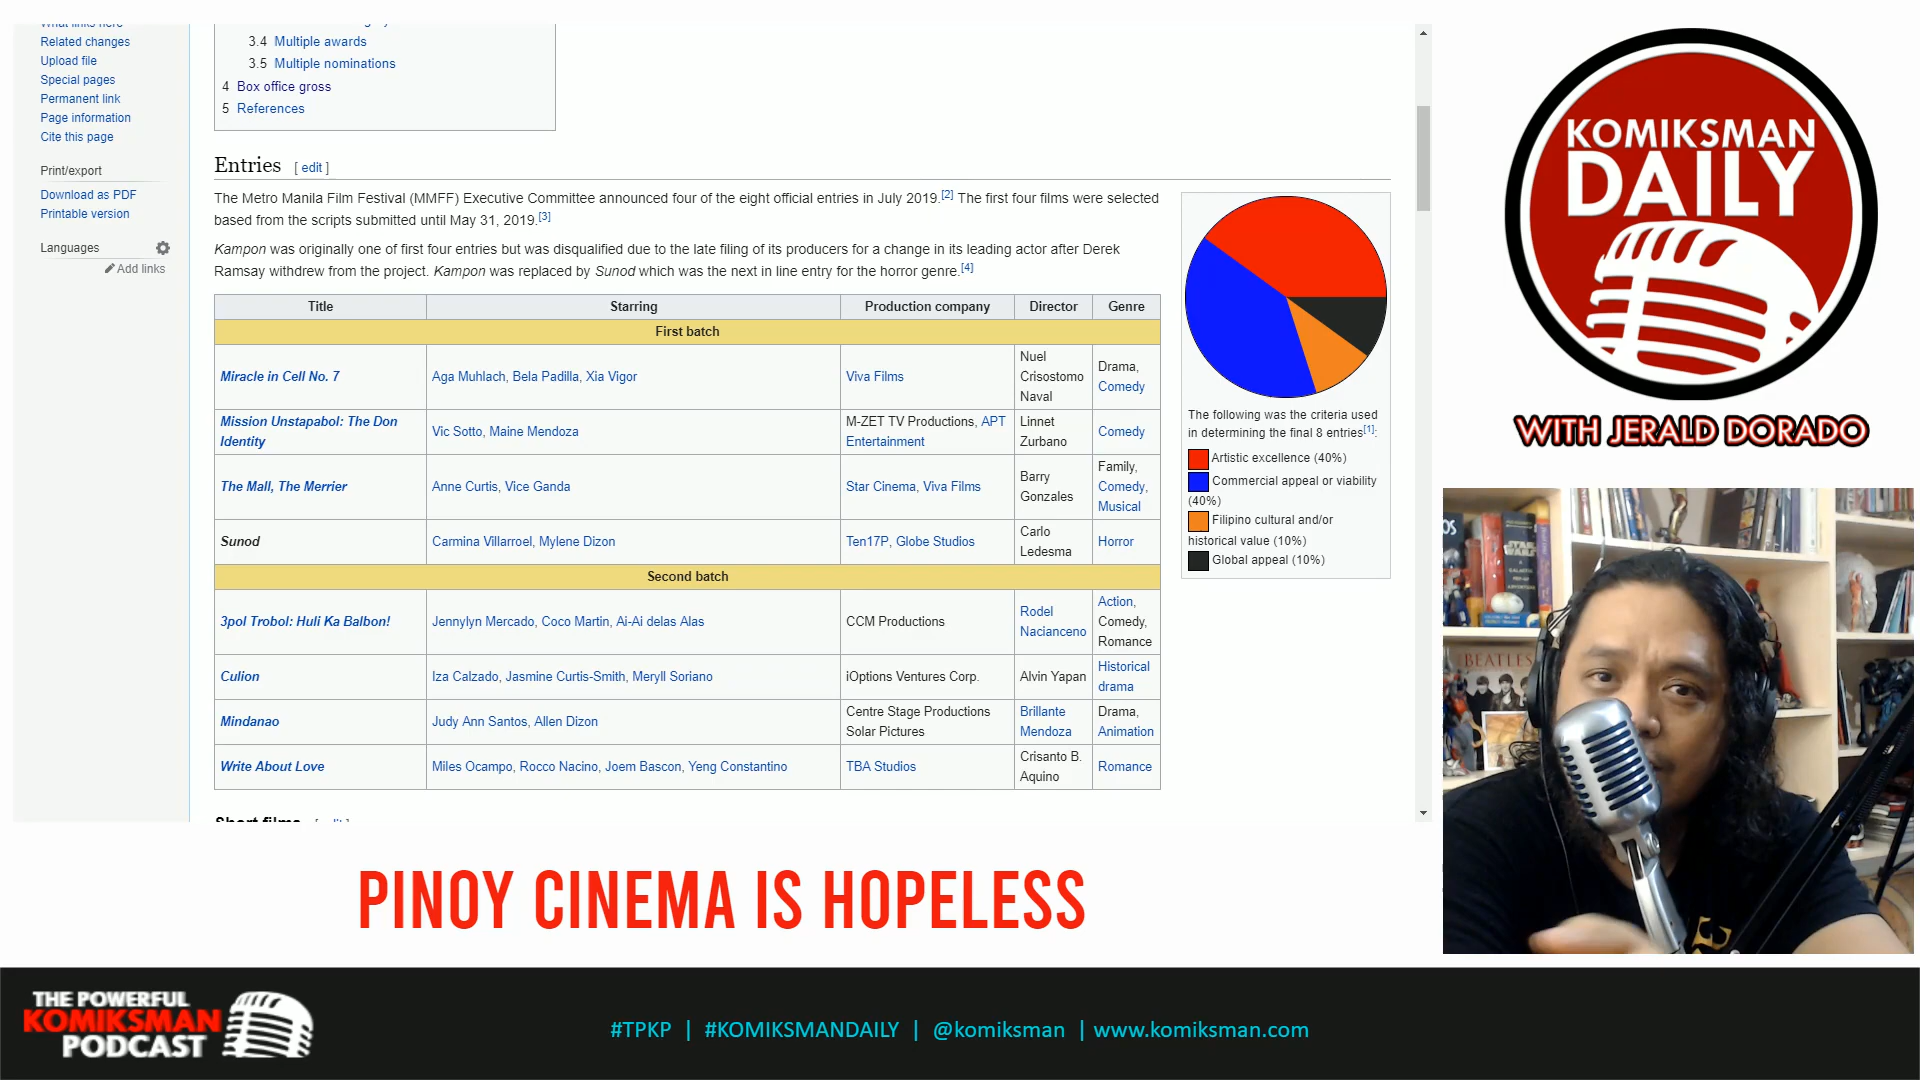 What links here
Related changes
Upload file
Special pages
Permanent link
Page information
Cite this page
Print/export
Download as PDF
Printable version
Languages
Add links
3.4 Multiple awards
3.5 Multiple nominations
4 Box office gross
5 References
Entries [ edit ]
The Metro Manila Film Festival (MMFF) Executive Committee announced four of the eight official entries in July 2019.[2] The first four films were selected
based from the scripts submitted until May 31, 2019.[3]
Kampon was originally one of first four entries but was disqualified due to the late filing of its producers for a change in its leading actor after Derek
Ramsay withdrew from the project. Kampon was replaced by Sunod which was the next in line entry for the horror genre.[4]
Title Starring Production company Director Genre
First batch
Miracle in Cell No. 7
Aga Muhlach, Bela Padilla, Xia Vigor
Viva Films
Nuel
Crisostomo
Naval
Drama,
Comedy
Mission Unstapabol: The Don
Identity
Vic Sotto, Maine Mendoza
M-ZET TV Productions, APT
Entertainment
Linnet
Zurbano
Comedy
The Mall, The Merrier
Anne Curtis, Vice Ganda
Star Cinema, Viva Films
Barry
Gonzales
Family,
Comedy,
Musical
Sunod
Carmina Villarroel, Mylene Dizon
Ten17P, Globe Studios
Carlo
Ledesma
Horror
Second batch
3pol Trobol: Huli Ka Balbon!
Jennylyn Mercado, Coco Martin, Ai-Ai delas Alas
CCM Productions
Rodel
Nacianceno
Action,
Comedy,
Romance
Culion
Iza Calzado, Jasmine Curtis-Smith, Meryll Soriano
iOptions Ventures Corp.
Alvin Yapan
Historical
drama
Mindanao
Judy Ann Santos, Allen Dizon
Centre Stage Productions
Solar Pictures
Brillante
Mendoza
Drama,
Animation
Write About Love
Miles Ocampo, Rocco Nacino, Joem Bascon, Yeng Constantino
TBA Studios
Crisanto B.
Aquino
Romance
The following was the criteria used
in determining the final 8 entries[1]:
Artistic excellence (40%)
Commercial appeal or viability
(40%)
Filipino cultural and/or
historical value (10%)
Global appeal (10%)
Short films [ edit ]
KOMIKSMAN
DAILY
WITH JERALD DORADO
STAR
WARS
BEATLES
PINOY CINEMA IS HOPELESS
THE POWERFUL
KOMIKSMAN
PODCAST
#TPKP | #KOMIKSMANDAILY | @komiksman | www.komiksman.com